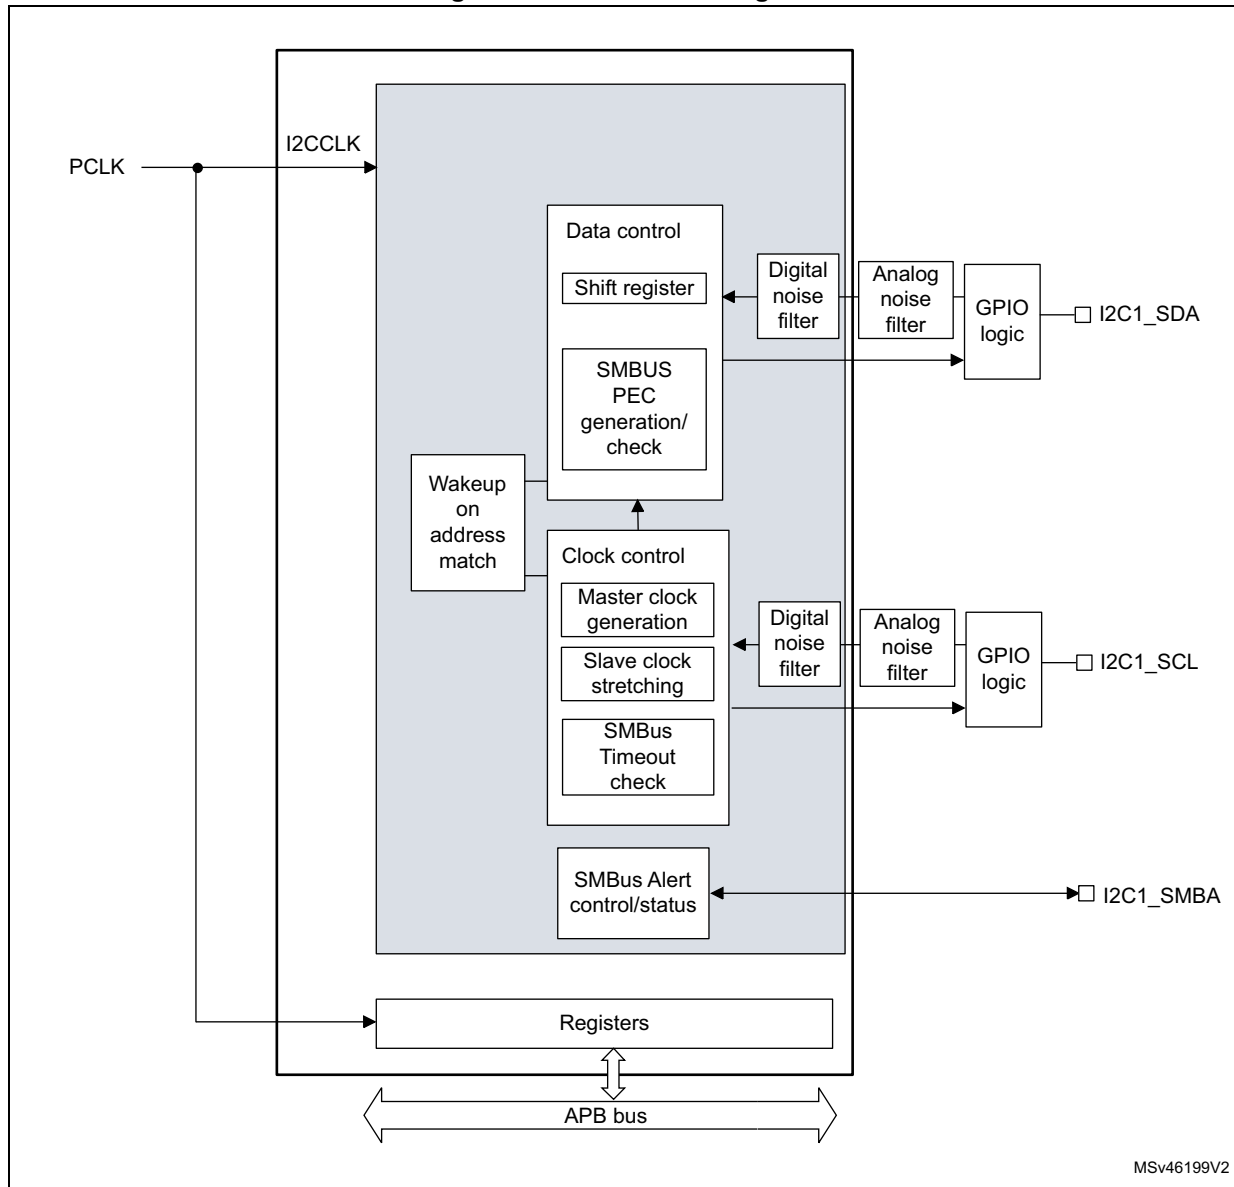 I2CCLK
PCLK
Data control
Shift register
SMBUS
PEC
generation/
check
Digital
noise
filter
Analog
noise
filter
GPIO
logic
I2C1_SDA
Wakeup
on
address
match
Clock control
Master clock
generation
Slave clock
stretching
SMBus
Timeout
check
Digital
noise
filter
Analog
noise
filter
GPIO
logic
I2C1_SCL
SMBus Alert
control/status
I2C1_SMBA
Registers
APB bus
MSv46199V2